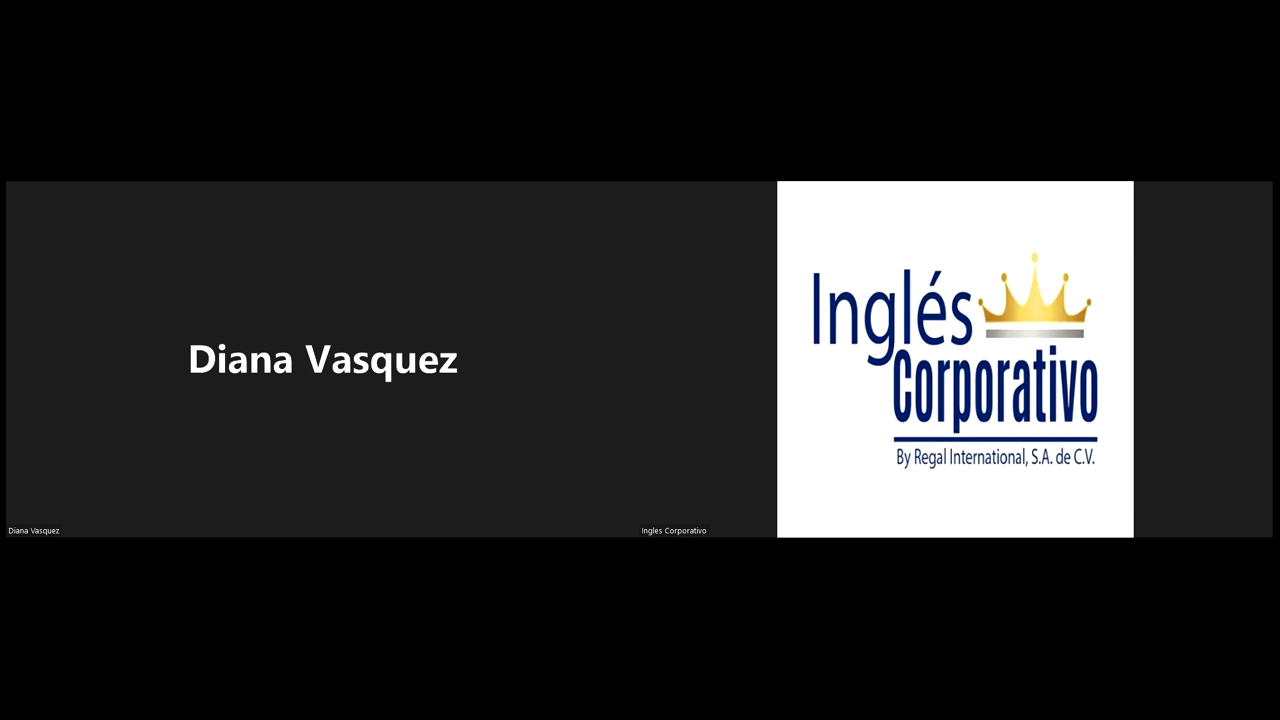 Diana Vasquez
Diana Vasquez
Inglés
Corporativo
By Regal International, S.A. de C.V.
Ingles Corporativo